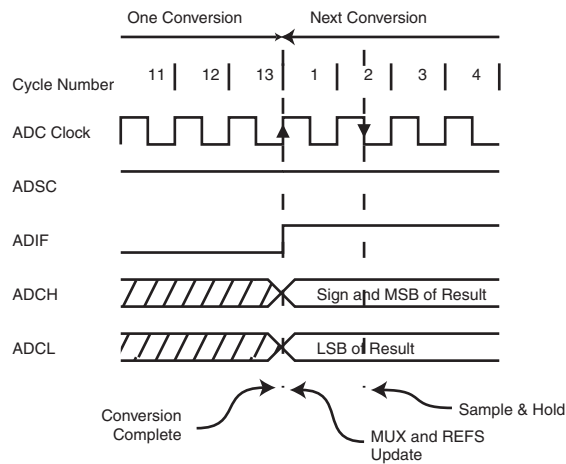 One Conversion Next Conversion
Cycle Number 11 12 13 1 2 3 4
ADC Clock
ADSC
ADIF
ADCH Sign and MSB of Result
ADCL LSB of Result
Conversion
Complete
MUX and REFS
Update
Sample & Hold